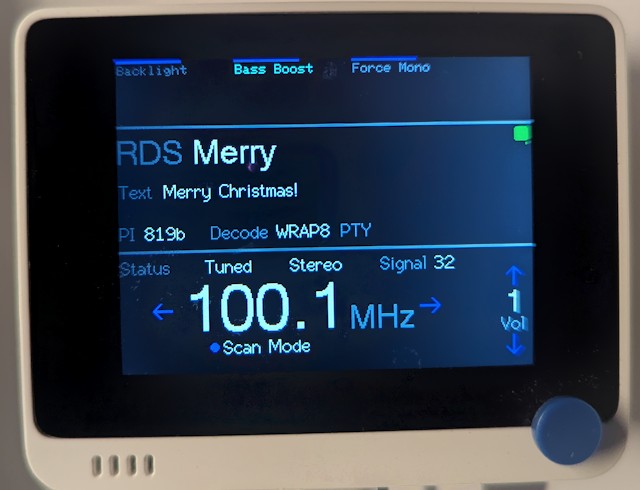 Backlight Bass Boost Force Mono
RDS Merry
Text Merry Christmas!
PI 819b Decode WRAP8 PTY
Status Tuned Stereo Signal 32
← 100.1 MHz → 1 Vol
Scan Mode